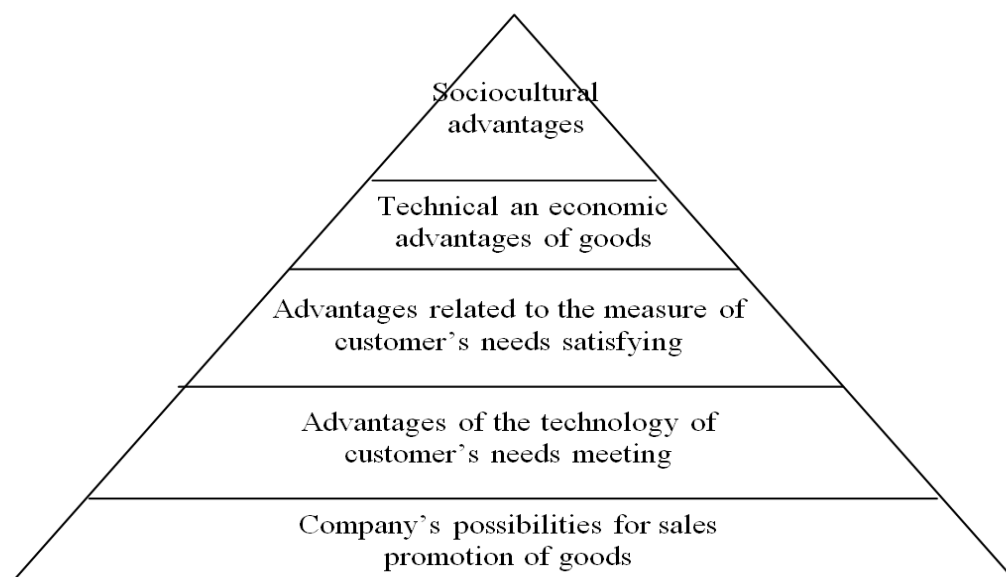 Sociocultural
advantages
Technical an economic
advantages of goods
Advantages related to the measure of
customer’s needs satisfying
Advantages of the technology of
customer’s needs meeting
Company’s possibilities for sales
promotion of goods